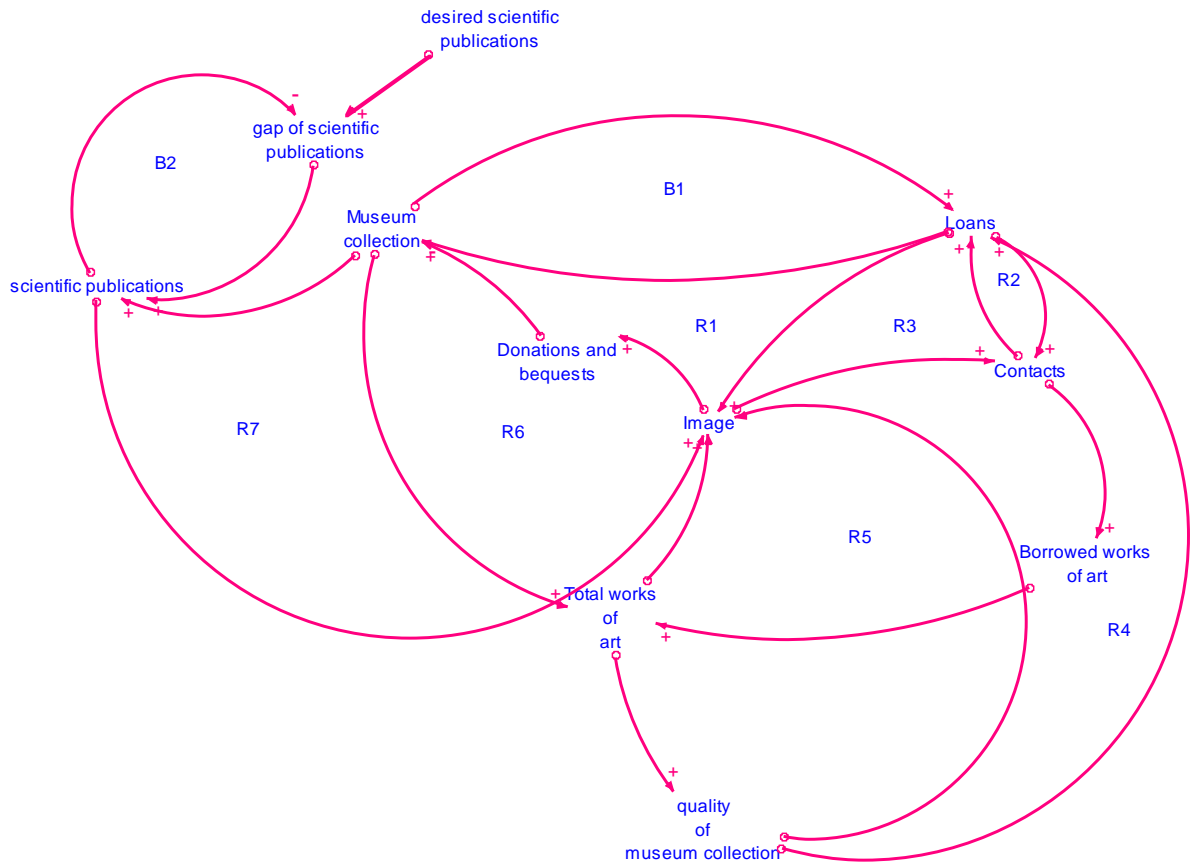 desired scientific
publications
-
+
gap of scientific
publications
B2
B1
+
Museum
collection
Loans
+
+
+
-
R2
scientific publications
+
+
R1
R3
+
+
+
Donations and
bequests
Contacts
+
Image
+
+
R7
R6
R5
+
Borrowed works
of art
+
Total works
of
art
+
R4
+
quality
of
museum collection